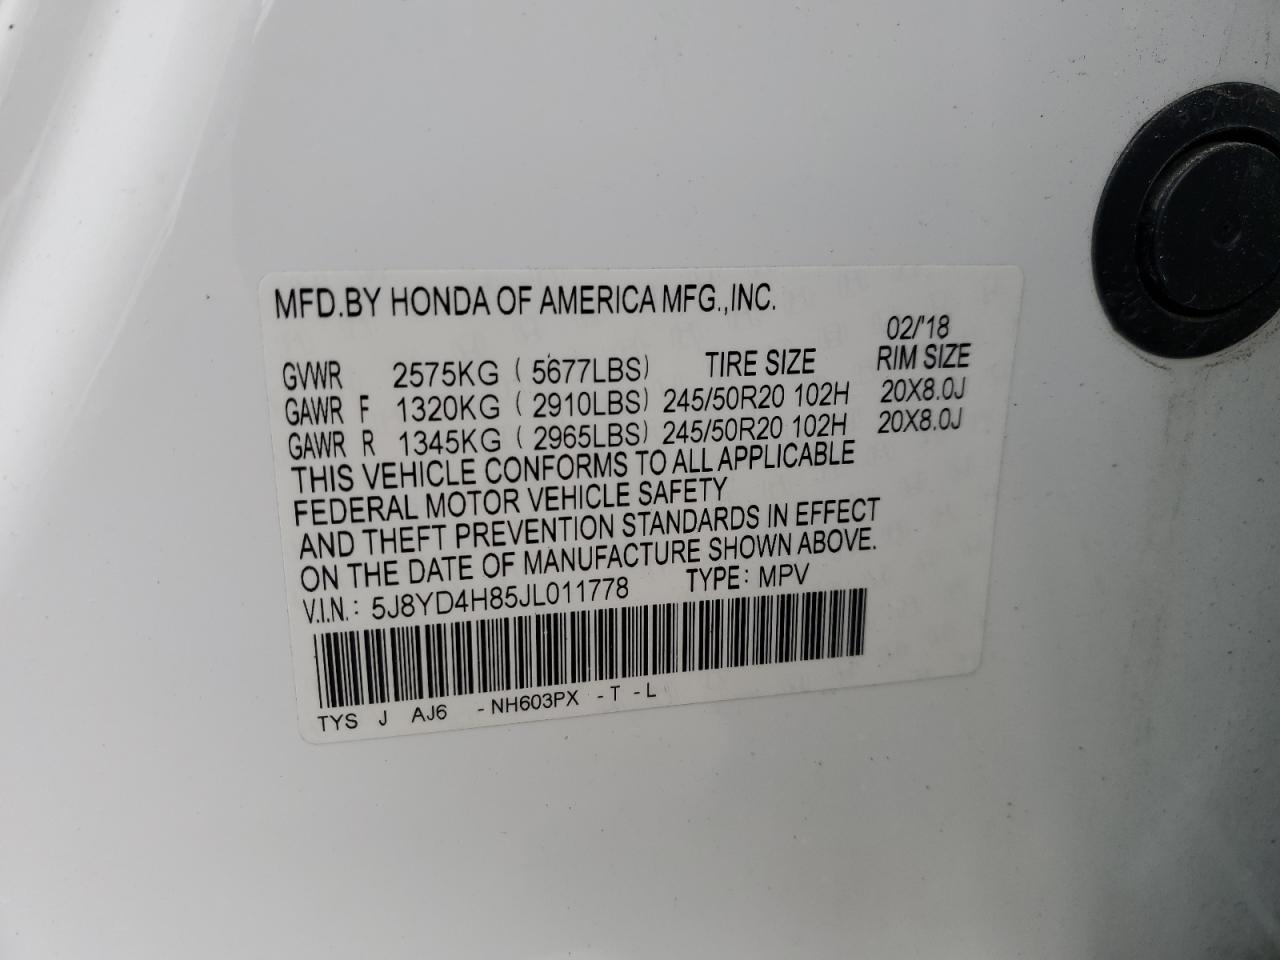 MFD.BY HONDA OF AMERICA MFG.,INC.
02/'18
GVWR 2575KG ( 5677LBS) TIRE SIZE RIM SIZE
GAWR F 1320KG ( 2910LBS) 245/50R20 102H 20X8.0J
GAWR R 1345KG ( 2965LBS) 245/50R20 102H 20X8.0J
THIS VEHICLE CONFORMS TO ALL APPLICABLE
FEDERAL MOTOR VEHICLE SAFETY
AND THEFT PREVENTION STANDARDS IN EFFECT
ON THE DATE OF MANUFACTURE SHOWN ABOVE.
V.I.N.: 5J8YD4H85JL011778 TYPE: MPV
TYS J AJ6 -NH603PX -T -L